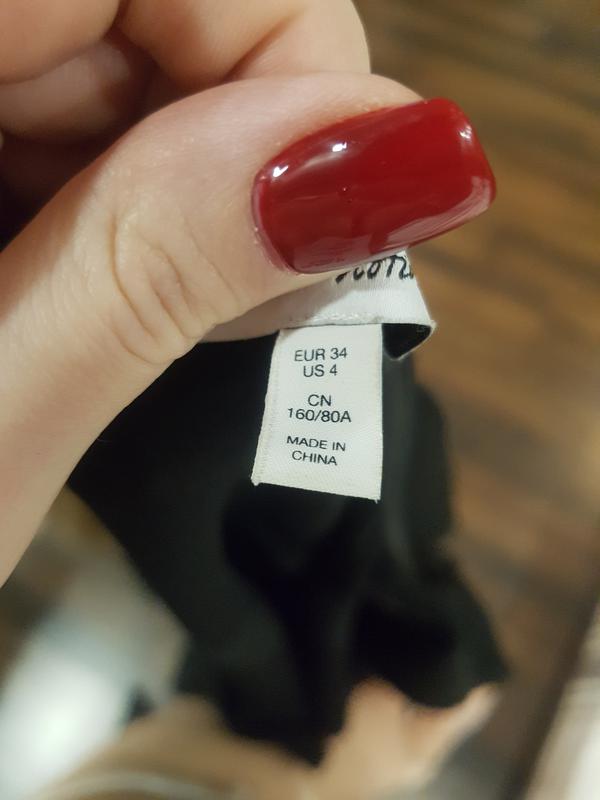 EUR 34
US 4
CN
160/80A
MADE IN
CHINA